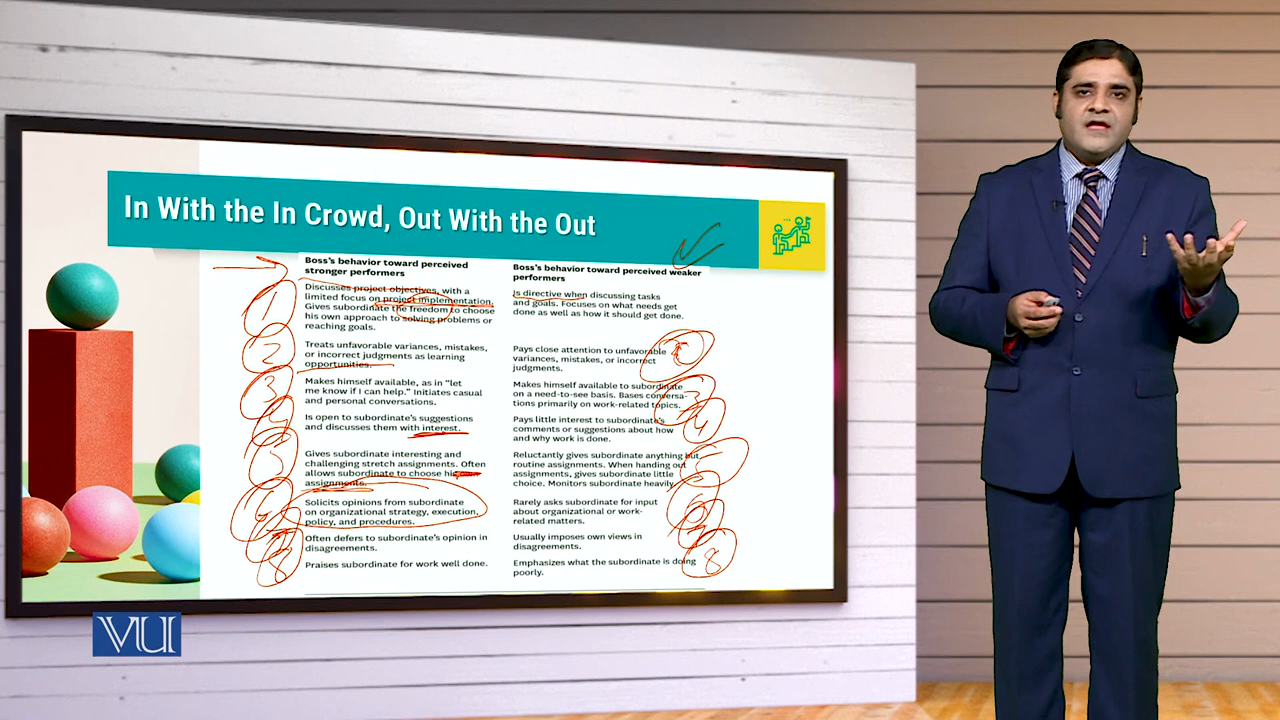 In With the In Crowd, Out With the Out
Boss's behavior toward perceived
stronger performers
Discusses project objectives, with a
limited focus on project implementation.
Gives subordinate the freedom to choose
his own approach to solving problems or
reaching goals.
Treats unfavorable variances, mistakes,
or incorrect judgments as learning
opportunities.
Makes himself available, as in "let
me know if I can help." Initiates casual
and personal conversations.
Is open to subordinate's suggestions
and discusses them with interest.
Gives subordinate interesting and
challenging stretch assignments. Often
allows subordinate to choose his
assignments.
Solicits opinions from subordinate
on organizational strategy, execution,
policy, and procedures.
Often defers to subordinate's opinion in
disagreements.
Praises subordinate for work well done.
Boss's behavior toward perceived weaker
performers
Is directive when discussing tasks
and goals. Focuses on what needs get
done as well as how it should get done.
Pays close attention to unfavorable
variances, mistakes, or incorrect
judgments.
Makes himself available to subordinate
on a need-to-see basis. Bases conversa-
tions primarily on work-related topics.
Pays little interest to subordinate's
comments or suggestions about how
and why work is done.
Reluctantly gives subordinate anything but
routine assignments. When handing out
assignments, gives subordinate little
choice. Monitors subordinate heavily.
Rarely asks subordinate for input
about organizational or work-
related matters.
Usually imposes own views in
disagreements.
Emphasizes what the subordinate is doing
poorly.
1
2
3
5
6
8
3
4
5
8
VU